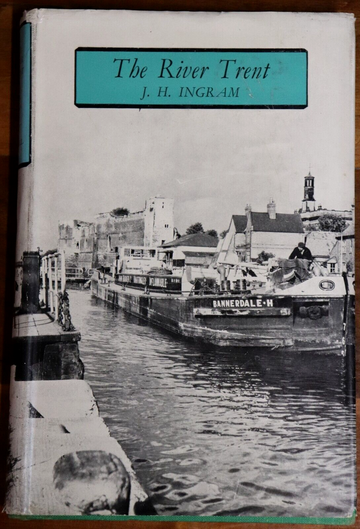 The River Trent
J. H. INGRAM
BANNERDALE·H